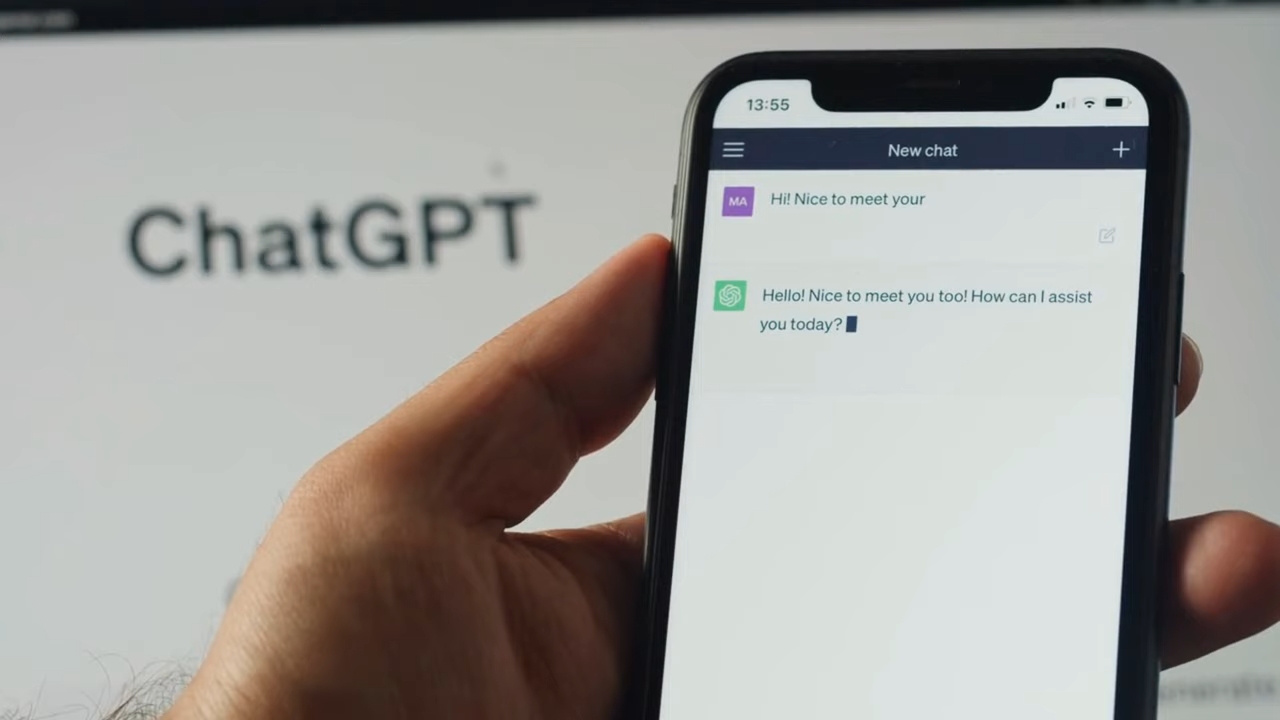 ChatGPT
13:55
New chat
MA
Hi! Nice to meet your
Hello! Nice to meet you too! How can I assist
you today?